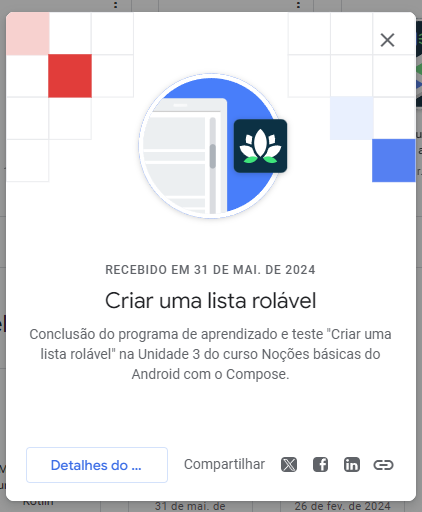 RECEBIDO EM 31 DE MAI. DE 2024
Criar uma lista rolável
Conclusão do programa de aprendizado e teste "Criar uma
lista rolável" na Unidade 3 do curso Noções básicas do
Android com o Compose.
Detalhes do ...
Compartilhar
Kotlin
31 de mai. de
26 de fev. de 2024